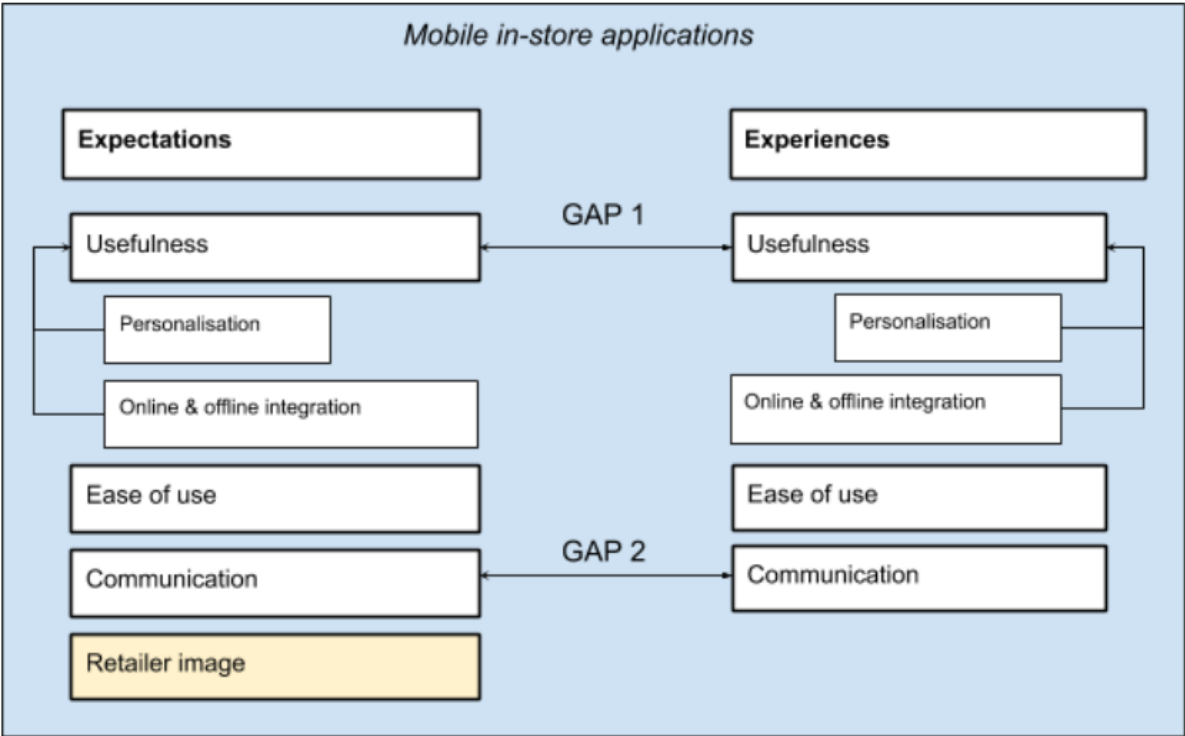 Mobile in-store applications
Expectations
Experiences
GAP 1
Usefulness
Usefulness
Personalisation
Personalisation
Online & offline integration
Online & offline integration
Ease of use
Ease of use
GAP 2
Communication
Communication
Retailer image